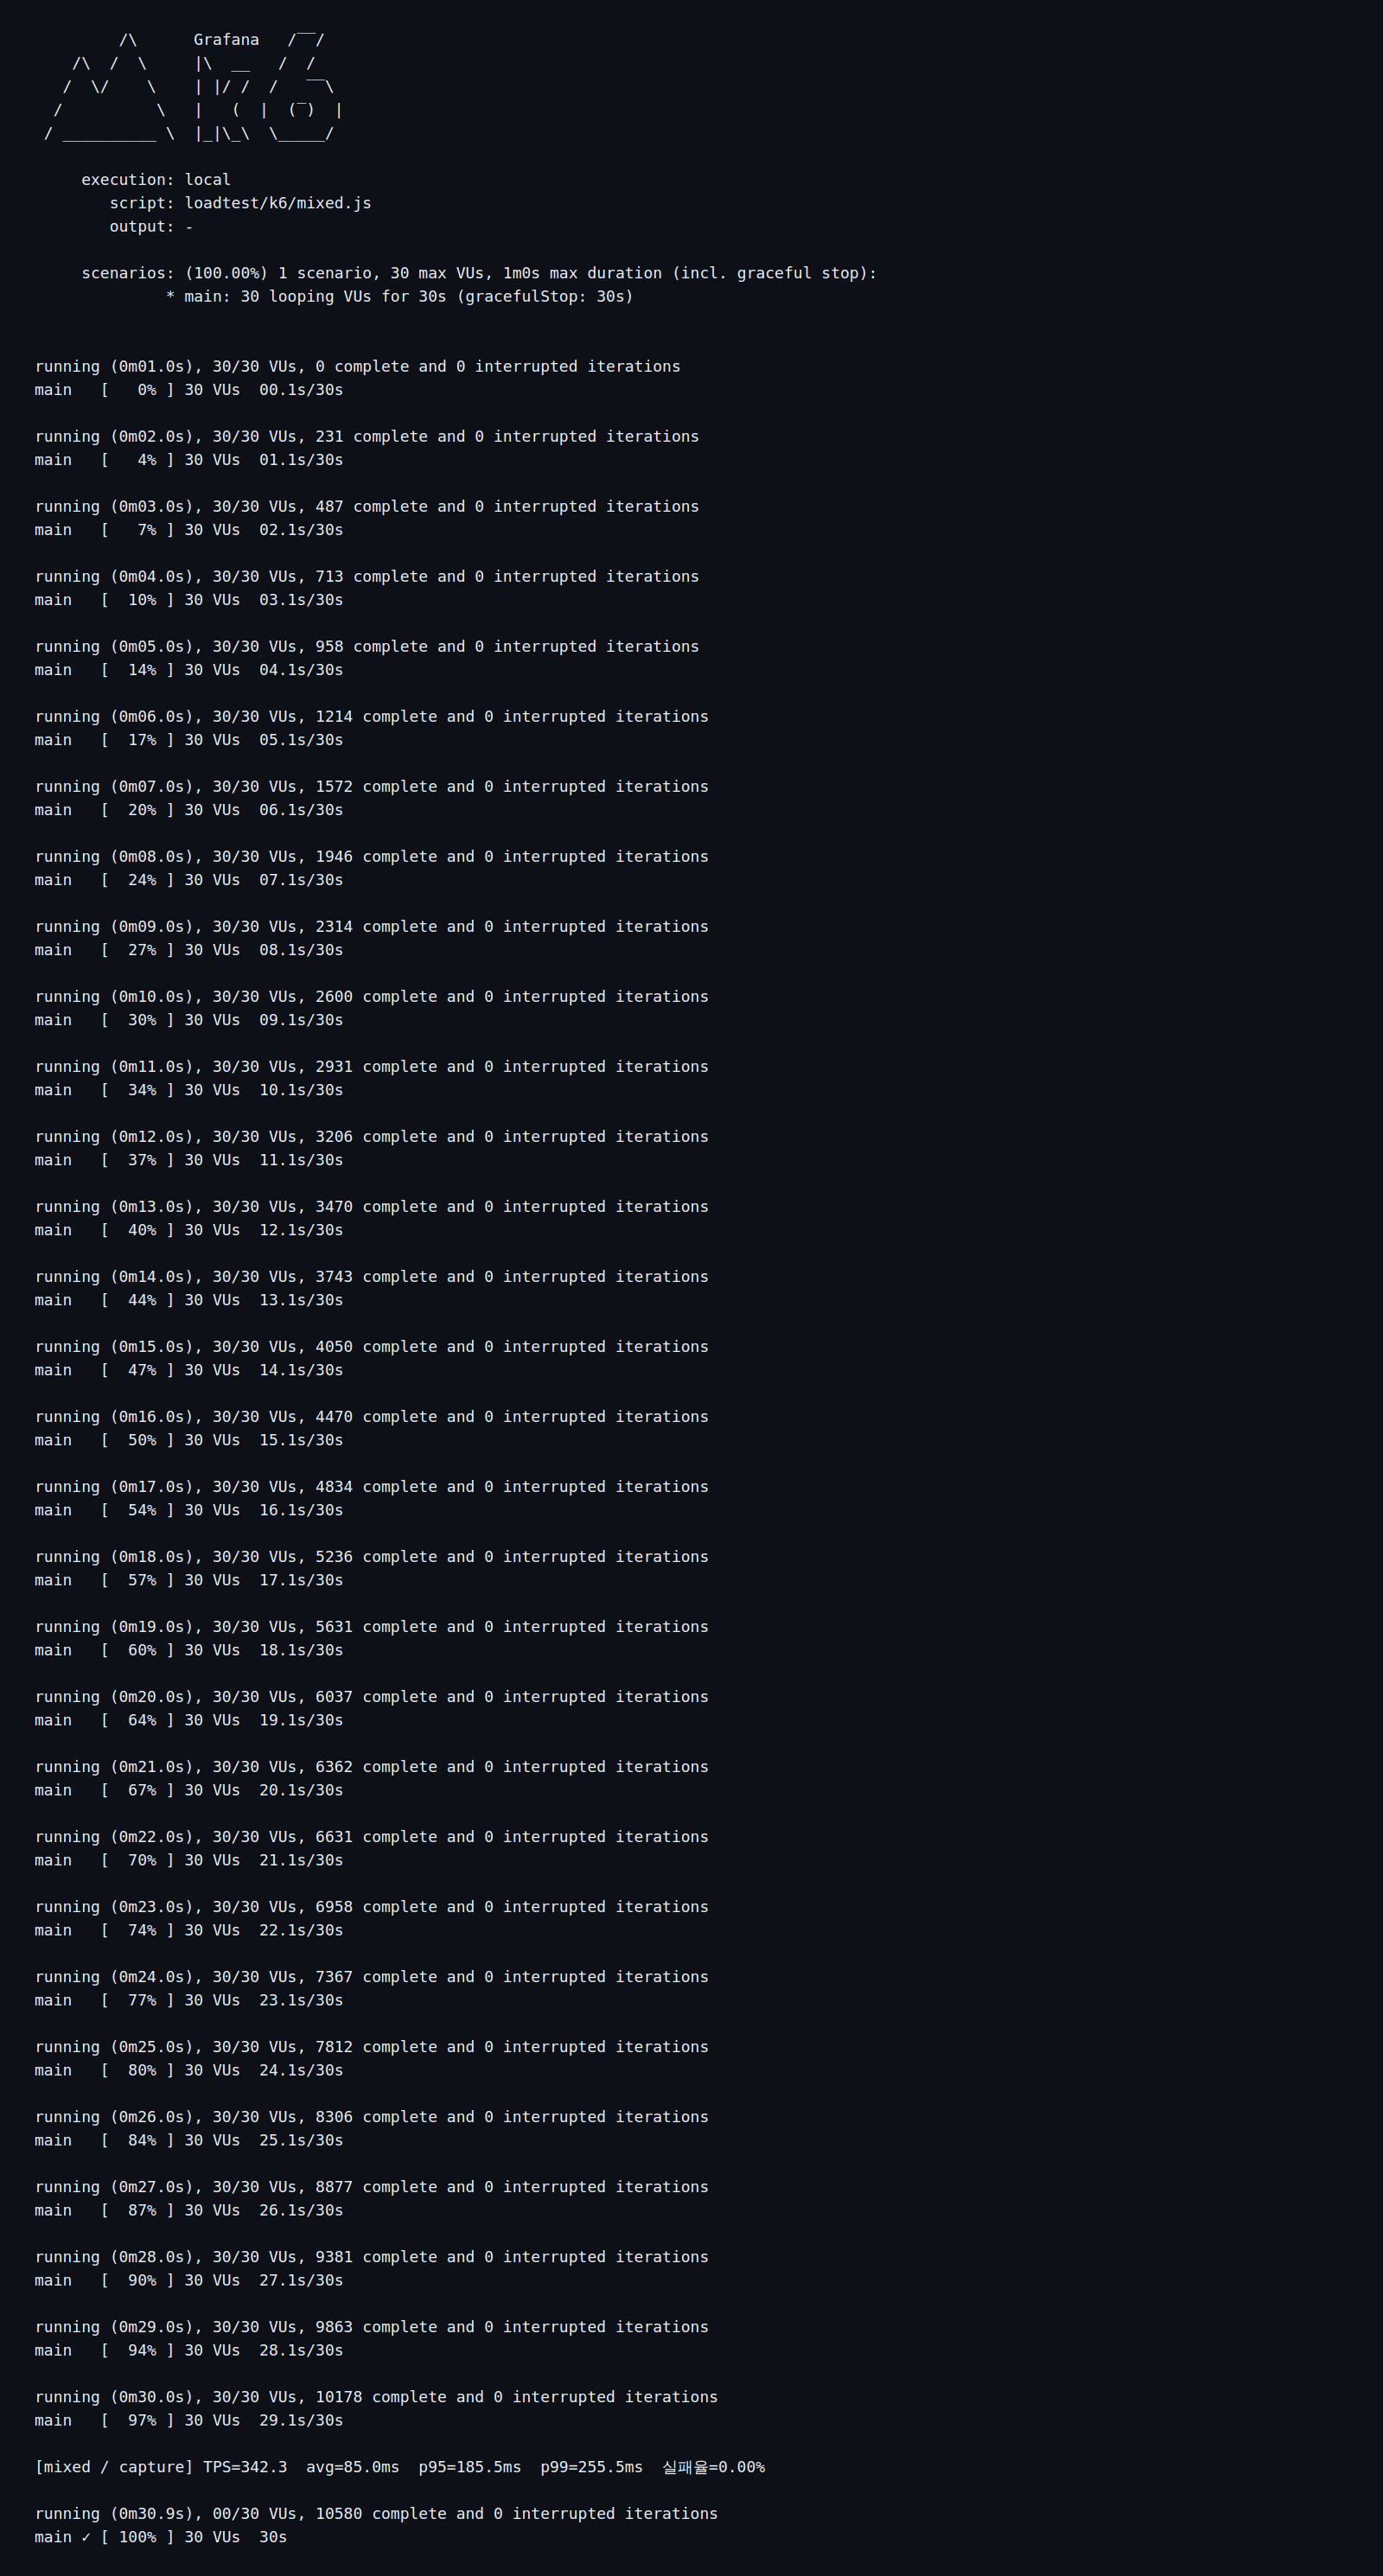 /\      Grafana   /‾‾/
     /\  /  \     |\  __   /  /
    /  \/    \    | |/ /  /   ‾‾\
   /          \   |   (  |  (‾)  |
  / __________ \  |_|\_\  \_____/

     execution: local
        script: loadtest/k6/mixed.js
        output: -

     scenarios: (100.00%) 1 scenario, 30 max VUs, 1m0s max duration (incl. graceful stop):
              * main: 30 looping VUs for 30s (gracefulStop: 30s)


running (0m01.0s), 30/30 VUs, 0 complete and 0 interrupted iterations
main   [   0% ] 30 VUs  00.1s/30s

running (0m02.0s), 30/30 VUs, 231 complete and 0 interrupted iterations
main   [   4% ] 30 VUs  01.1s/30s

running (0m03.0s), 30/30 VUs, 487 complete and 0 interrupted iterations
main   [   7% ] 30 VUs  02.1s/30s

running (0m04.0s), 30/30 VUs, 713 complete and 0 interrupted iterations
main   [  10% ] 30 VUs  03.1s/30s

running (0m05.0s), 30/30 VUs, 958 complete and 0 interrupted iterations
main   [  14% ] 30 VUs  04.1s/30s

running (0m06.0s), 30/30 VUs, 1214 complete and 0 interrupted iterations
main   [  17% ] 30 VUs  05.1s/30s

running (0m07.0s), 30/30 VUs, 1572 complete and 0 interrupted iterations
main   [  20% ] 30 VUs  06.1s/30s

running (0m08.0s), 30/30 VUs, 1946 complete and 0 interrupted iterations
main   [  24% ] 30 VUs  07.1s/30s

running (0m09.0s), 30/30 VUs, 2314 complete and 0 interrupted iterations
main   [  27% ] 30 VUs  08.1s/30s

running (0m10.0s), 30/30 VUs, 2600 complete and 0 interrupted iterations
main   [  30% ] 30 VUs  09.1s/30s

running (0m11.0s), 30/30 VUs, 2931 complete and 0 interrupted iterations
main   [  34% ] 30 VUs  10.1s/30s

running (0m12.0s), 30/30 VUs, 3206 complete and 0 interrupted iterations
main   [  37% ] 30 VUs  11.1s/30s

running (0m13.0s), 30/30 VUs, 3470 complete and 0 interrupted iterations
main   [  40% ] 30 VUs  12.1s/30s

running (0m14.0s), 30/30 VUs, 3743 complete and 0 interrupted iterations
main   [  44% ] 30 VUs  13.1s/30s

running (0m15.0s), 30/30 VUs, 4050 complete and 0 interrupted iterations
main   [  47% ] 30 VUs  14.1s/30s

running (0m16.0s), 30/30 VUs, 4470 complete and 0 interrupted iterations
main   [  50% ] 30 VUs  15.1s/30s

running (0m17.0s), 30/30 VUs, 4834 complete and 0 interrupted iterations
main   [  54% ] 30 VUs  16.1s/30s

running (0m18.0s), 30/30 VUs, 5236 complete and 0 interrupted iterations
main   [  57% ] 30 VUs  17.1s/30s

running (0m19.0s), 30/30 VUs, 5631 complete and 0 interrupted iterations
main   [  60% ] 30 VUs  18.1s/30s

running (0m20.0s), 30/30 VUs, 6037 complete and 0 interrupted iterations
main   [  64% ] 30 VUs  19.1s/30s

running (0m21.0s), 30/30 VUs, 6362 complete and 0 interrupted iterations
main   [  67% ] 30 VUs  20.1s/30s

running (0m22.0s), 30/30 VUs, 6631 complete and 0 interrupted iterations
main   [  70% ] 30 VUs  21.1s/30s

running (0m23.0s), 30/30 VUs, 6958 complete and 0 interrupted iterations
main   [  74% ] 30 VUs  22.1s/30s

running (0m24.0s), 30/30 VUs, 7367 complete and 0 interrupted iterations
main   [  77% ] 30 VUs  23.1s/30s

running (0m25.0s), 30/30 VUs, 7812 complete and 0 interrupted iterations
main   [  80% ] 30 VUs  24.1s/30s

running (0m26.0s), 30/30 VUs, 8306 complete and 0 interrupted iterations
main   [  84% ] 30 VUs  25.1s/30s

running (0m27.0s), 30/30 VUs, 8877 complete and 0 interrupted iterations
main   [  87% ] 30 VUs  26.1s/30s

running (0m28.0s), 30/30 VUs, 9381 complete and 0 interrupted iterations
main   [  90% ] 30 VUs  27.1s/30s

running (0m29.0s), 30/30 VUs, 9863 complete and 0 interrupted iterations
main   [  94% ] 30 VUs  28.1s/30s

running (0m30.0s), 30/30 VUs, 10178 complete and 0 interrupted iterations
main   [  97% ] 30 VUs  29.1s/30s

[mixed / capture] TPS=342.3  avg=85.0ms  p95=185.5ms  p99=255.5ms  실패율=0.00%

running (0m30.9s), 00/30 VUs, 10580 complete and 0 interrupted iterations
main ✓ [ 100% ] 30 VUs  30s